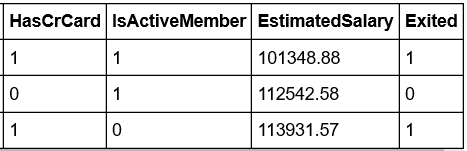 HasCrCard IsActiveMember EstimatedSalary Exited
1 1 101348.88 1
0 1 112542.58 0
1 0 113931.57 1